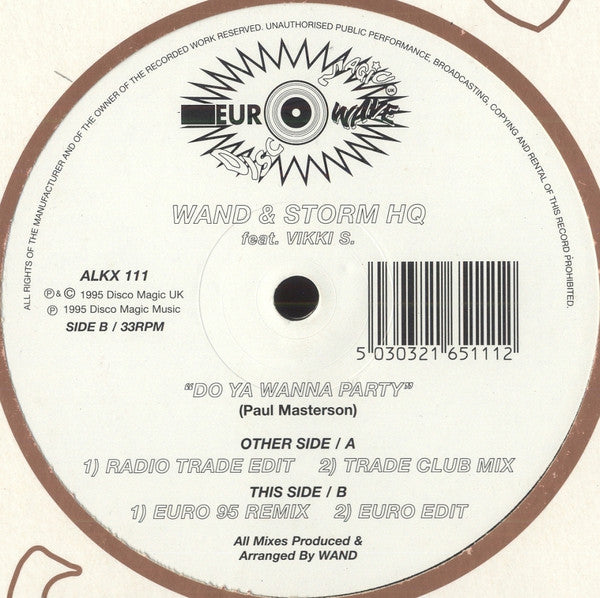 ALL RIGHTS OF THE MANUFACTURER AND OF THE OWNER OF THE RECORDED WORK RESERVED. UNAUTHORISED PUBLIC PERFORMANCE, BROADCASTING, COPYING AND RENTAL OF THIS RECORD PROHIBITED.
MAGIC
UK
EURO WAVE
DISCO
WAND & STORM HQ
feat. VIKKI S.
ALKX 111
℗ & © 1995 Disco Magic UK
℗ 1995 Disco Magic Music
SIDE B / 33RPM
5 030321 651112
"DO YA WANNA PARTY"
(Paul Masterson)
OTHER SIDE / A
1) RADIO TRADE EDIT 2) TRADE CLUB MIX
THIS SIDE / B
1) EURO 95 REMIX 2) EURO EDIT
All Mixes Produced &
Arranged By WAND